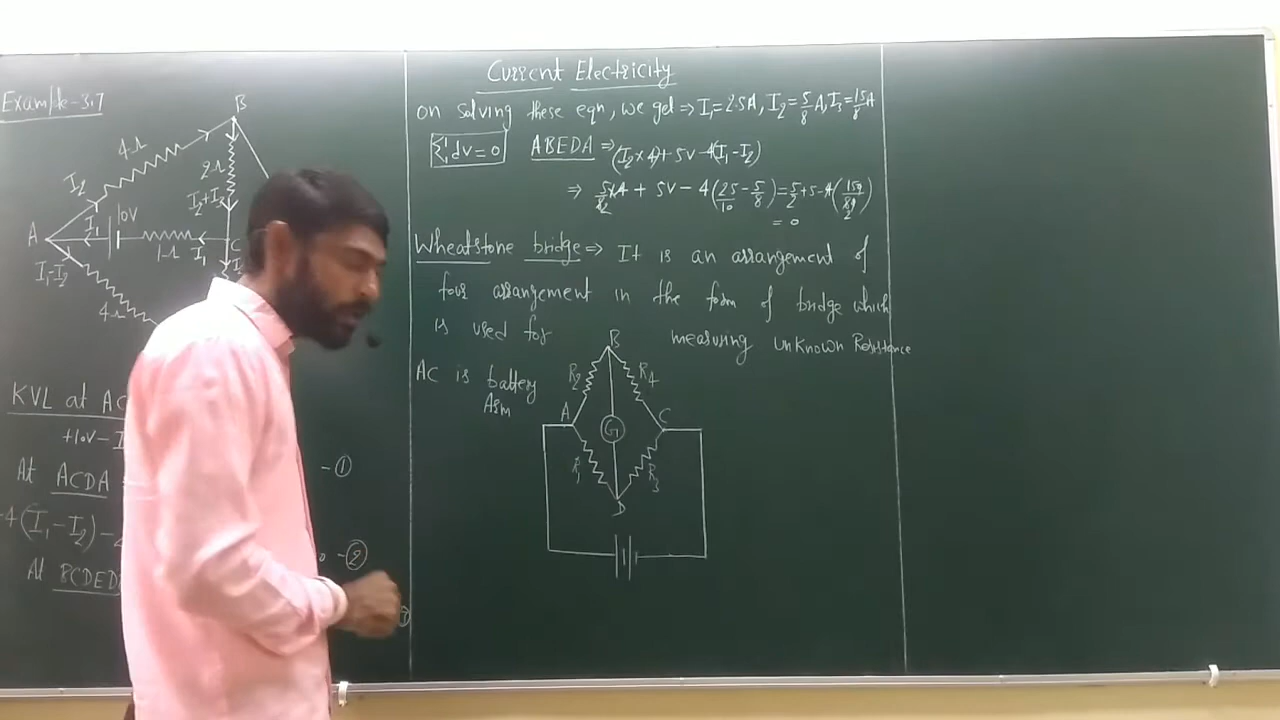 Example-3.7
B
4Ω
2Ω
I₂
I₂+I₃
10V
A
I₁
1Ω
I₁
C
I₁-I₂
4Ω
KVL at AC
+10V-I
At ACDA
-①
-4(I₁-I₂)-2
-②
At BCDED
Current Electricity
on solving these eqn, we get ⇒ I₁=2.5A, I₂=5/8A, I₃=15/8A
Σdv=0 ABEDA ⇒ (I₂×4)+5V-4(I₁-I₂)
⇒ 5/8×4 + 5V - 4(25/10 - 5/8) = 5/2+5-4(15/8)
= 0
Wheatstone bridge ⇒ It is an arrangement of
four arrangement in the form of bridge which
is used for measuring unknown Resistance
AC is battery
Arm
B
R₂
R₄
A
G
C
R₁
R₃
D